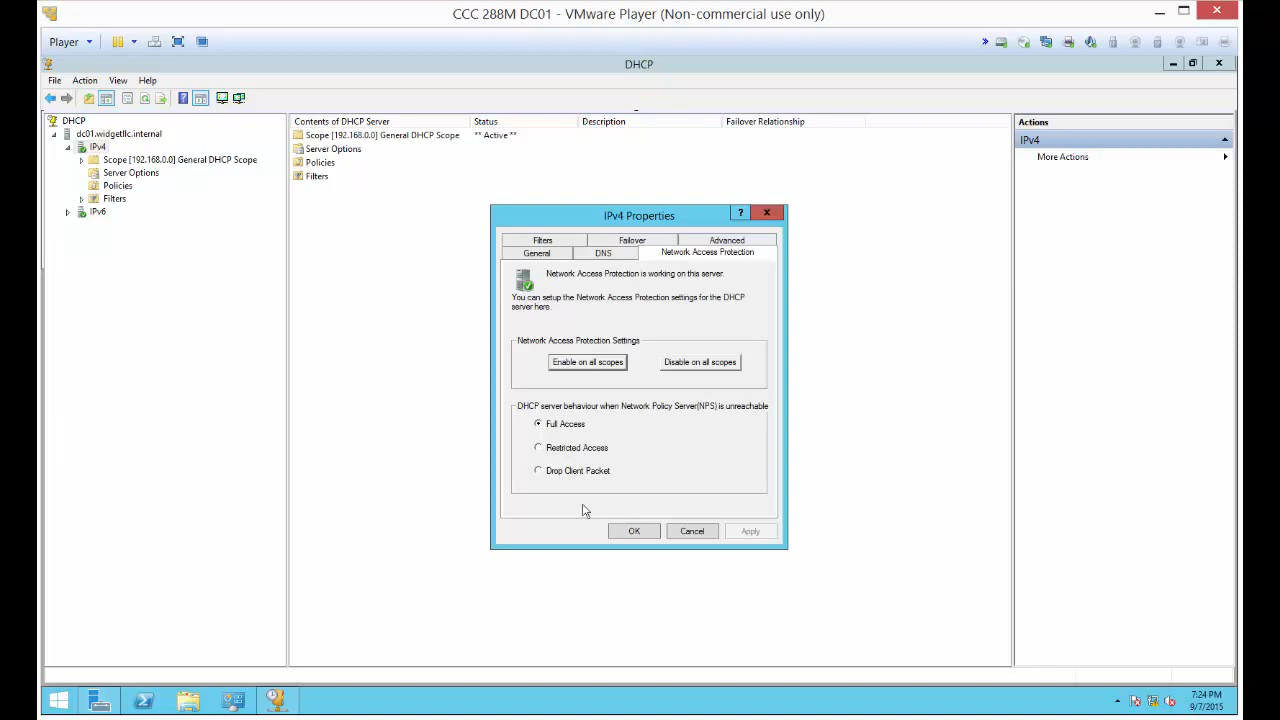 CCC 288M DC01 - VMware Player (Non-commercial use only)
Player
DHCP
File Action View Help
DHCP
dc01.widgetllc.internal
IPv4
Scope [192.168.0.0] General DHCP Scope
Server Options
Policies
Filters
IPv6
Contents of DHCP Server Status Description Failover Relationship
Scope [192.168.0.0] General DHCP Scope ** Active **
Server Options
Policies
Filters
Actions
IPv4
More Actions
IPv4 Properties
Filters Failover Advanced
General DNS Network Access Protection
Network Access Protection is working on this server.
You can setup the Network Access Protection settings for the DHCP
server here.
Network Access Protection Settings
Enable on all scopes Disable on all scopes
DHCP server behaviour when Network Policy Server(NPS) is unreachable
Full Access
Restricted Access
Drop Client Packet
OK Cancel Apply
7:24 PM
9/7/2015